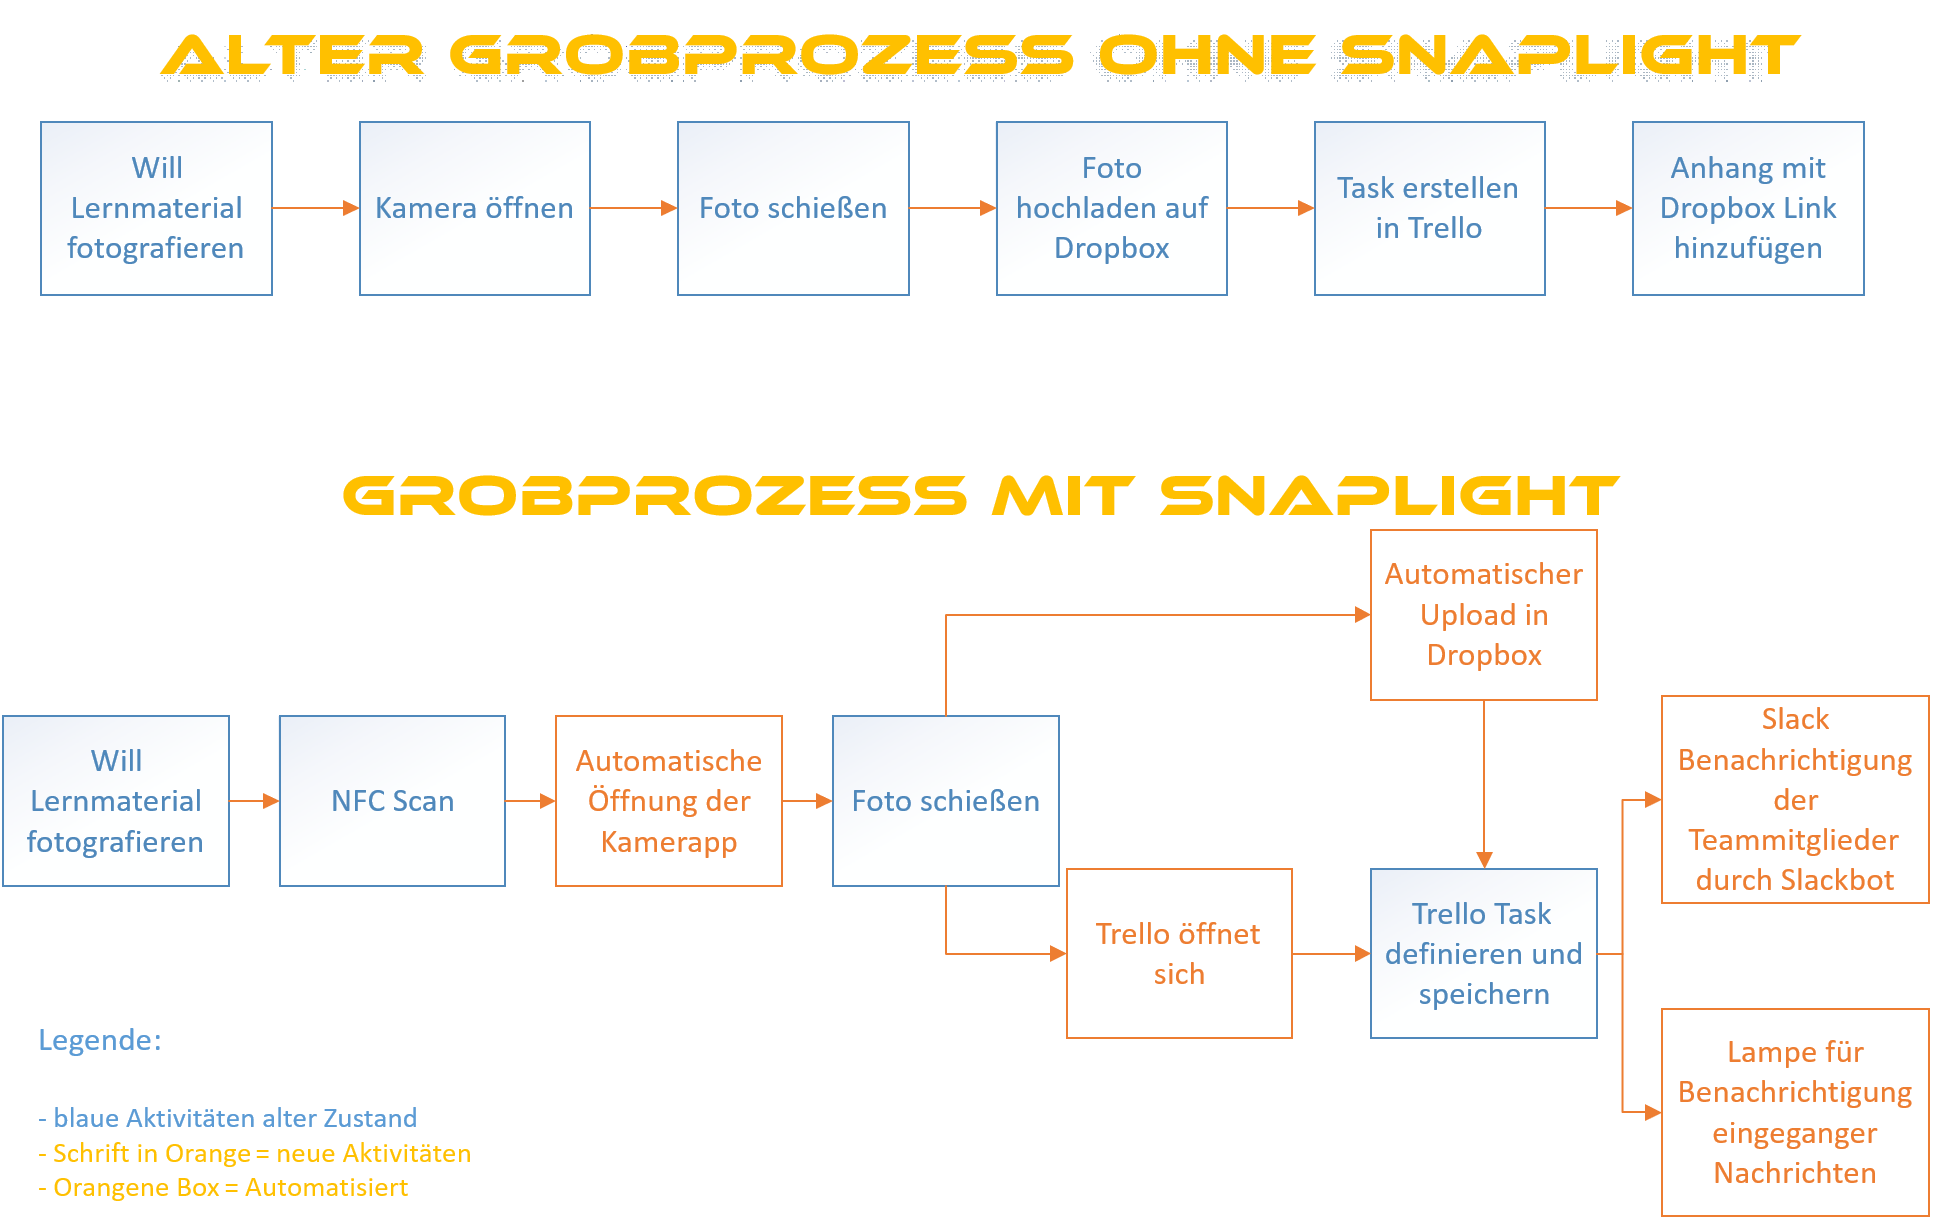 ALTER GROBPROZESS OHNE SNAPLIGHT
Will
Lernmaterial
fotografieren
Kamera öffnen
Foto schießen
Foto
hochladen auf
Dropbox
Task erstellen
in Trello
Anhang mit
Dropbox Link
hinzufügen
GROBPROZESS MIT SNAPLIGHT
Will
Lernmaterial
fotografieren
NFC Scan
Automatische
Öffnung der
Kamerapp
Foto schießen
Automatischer
Upload in
Dropbox
Trello öffnet
sich
Trello Task
definieren und
speichern
Slack
Benachrichtigung
der
Teammitglieder
durch Slackbot
Lampe für
Benachrichtigung
eingeganger
Nachrichten
Legende:
- blaue Aktivitäten alter Zustand
- Schrift in Orange = neue Aktivitäten
- Orangene Box = Automatisiert